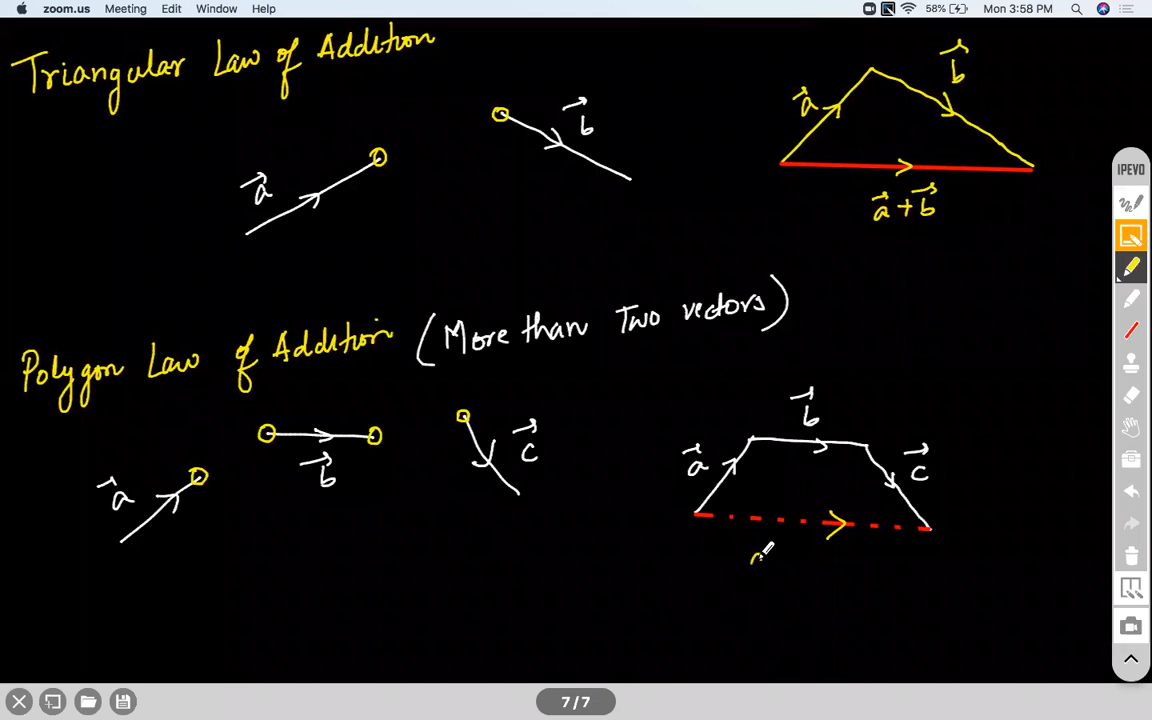 zoom.us Meeting Edit Window Help 58% Mon 3:58 PM
Triangular Law of Addition
a⃗
b⃗
a⃗
b⃗
a⃗ + b⃗
IPEVO
Polygon Law of Addition (More than Two vectors)
a⃗
b⃗
c⃗
a⃗
b⃗
c⃗
7/7